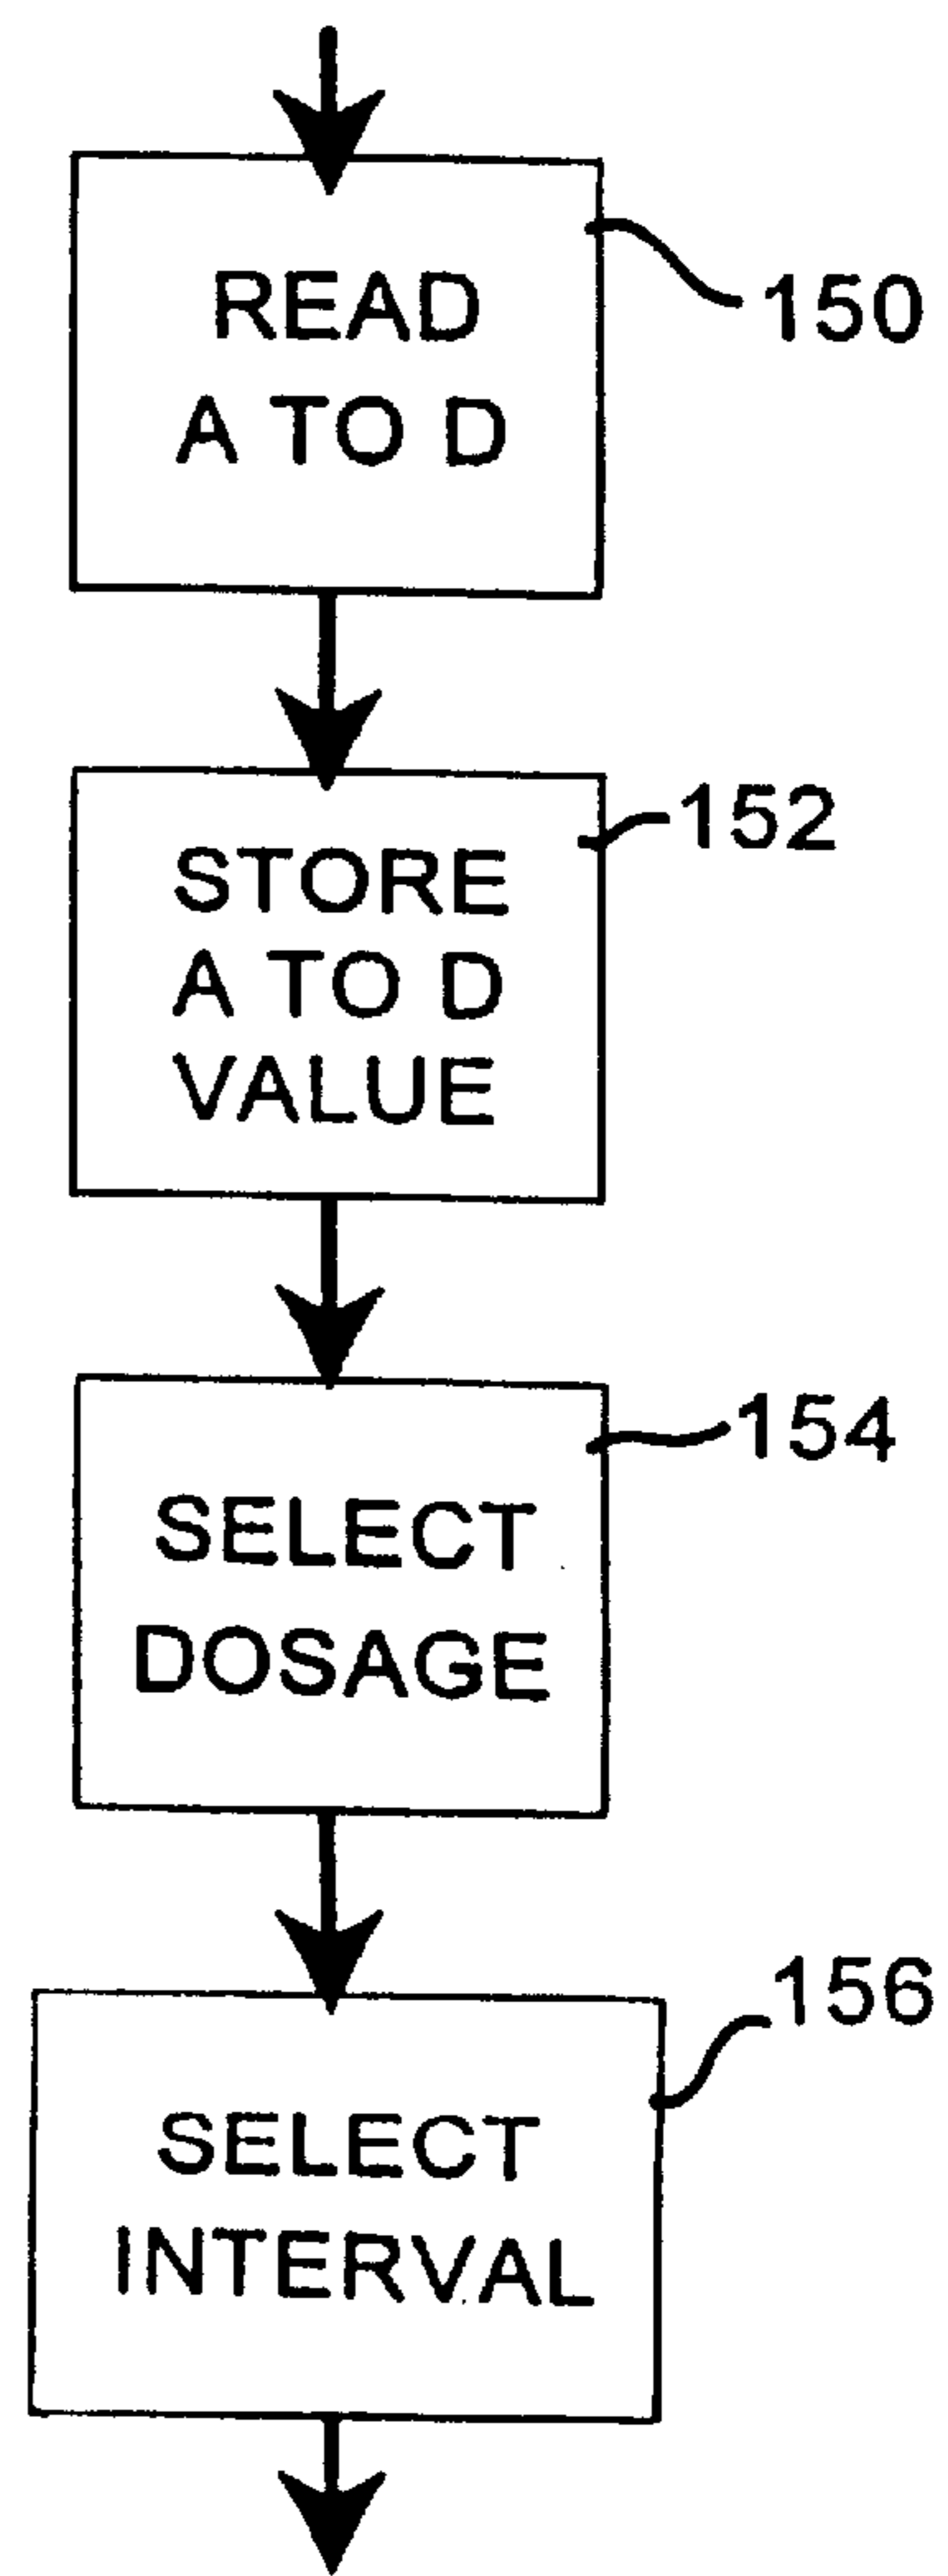 READ
A TO D
150
STORE
A TO D
VALUE
152
SELECT
DOSAGE
154
SELECT
INTERVAL
156